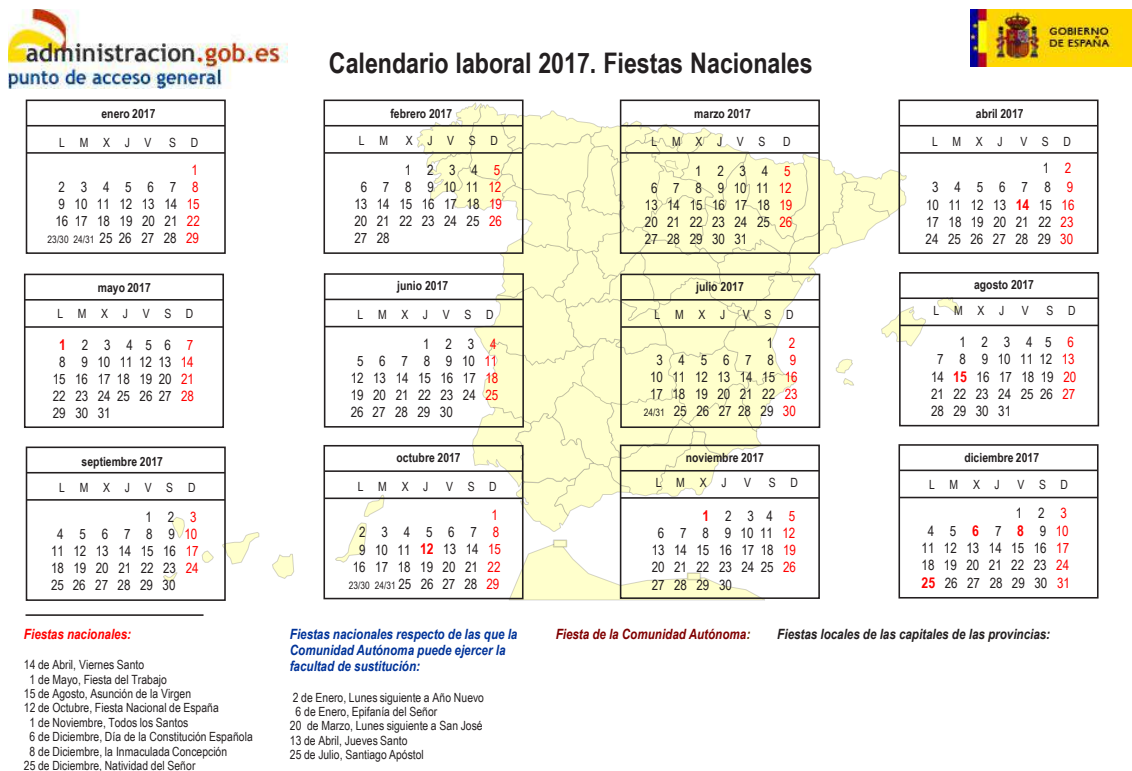 administracion.gob.es
punto de acceso general
Calendario laboral 2017. Fiestas Nacionales
GOBIERNO
DE ESPAÑA
enero 2017
L M X J V S D
1
2 3 4 5 6 7 8
9 10 11 12 13 14 15
16 17 18 19 20 21 22
23/30 24/31 25 26 27 28 29
febrero 2017
L M X J V S D
1 2 3 4 5
6 7 8 9 10 11 12
13 14 15 16 17 18 19
20 21 22 23 24 25 26
27 28
marzo 2017
L M X J V S D
1 2 3 4 5
6 7 8 9 10 11 12
13 14 15 16 17 18 19
20 21 22 23 24 25 26
27 28 29 30 31
abril 2017
L M X J V S D
1 2
3 4 5 6 7 8 9
10 11 12 13 14 15 16
17 18 19 20 21 22 23
24 25 26 27 28 29 30
mayo 2017
L M X J V S D
1 2 3 4 5 6 7
8 9 10 11 12 13 14
15 16 17 18 19 20 21
22 23 24 25 26 27 28
29 30 31
junio 2017
L M X J V S D
1 2 3 4
5 6 7 8 9 10 11
12 13 14 15 16 17 18
19 20 21 22 23 24 25
26 27 28 29 30
julio 2017
L M X J V S D
1 2
3 4 5 6 7 8 9
10 11 12 13 14 15 16
17 18 19 20 21 22 23
24/31 25 26 27 28 29 30
agosto 2017
L M X J V S D
1 2 3 4 5 6
7 8 9 10 11 12 13
14 15 16 17 18 19 20
21 22 23 24 25 26 27
28 29 30 31
septiembre 2017
L M X J V S D
1 2 3
4 5 6 7 8 9 10
11 12 13 14 15 16 17
18 19 20 21 22 23 24
25 26 27 28 29 30
octubre 2017
L M X J V S D
1
2 3 4 5 6 7 8
9 10 11 12 13 14 15
16 17 18 19 20 21 22
23/30 24/31 25 26 27 28 29
noviembre 2017
L M X J V S D
1 2 3 4 5
6 7 8 9 10 11 12
13 14 15 16 17 18 19
20 21 22 23 24 25 26
27 28 29 30
diciembre 2017
L M X J V S D
1 2 3
4 5 6 7 8 9 10
11 12 13 14 15 16 17
18 19 20 21 22 23 24
25 26 27 28 29 30 31
Fiestas nacionales:
14 de Abril, Viernes Santo
1 de Mayo, Fiesta del Trabajo
15 de Agosto, Asunción de la Virgen
12 de Octubre, Fiesta Nacional de España
1 de Noviembre, Todos los Santos
6 de Diciembre, Día de la Constitución Española
8 de Diciembre, la Inmaculada Concepción
25 de Diciembre, Natividad del Señor
Fiestas nacionales respecto de las que la
Comunidad Autónoma puede ejercer la
facultad de sustitución:
2 de Enero, Lunes siguiente a Año Nuevo
6 de Enero, Epifanía del Señor
20 de Marzo, Lunes siguiente a San José
13 de Abril, Jueves Santo
25 de Julio, Santiago Apóstol
Fiesta de la Comunidad Autónoma:
Fiestas locales de las capitales de las provincias: